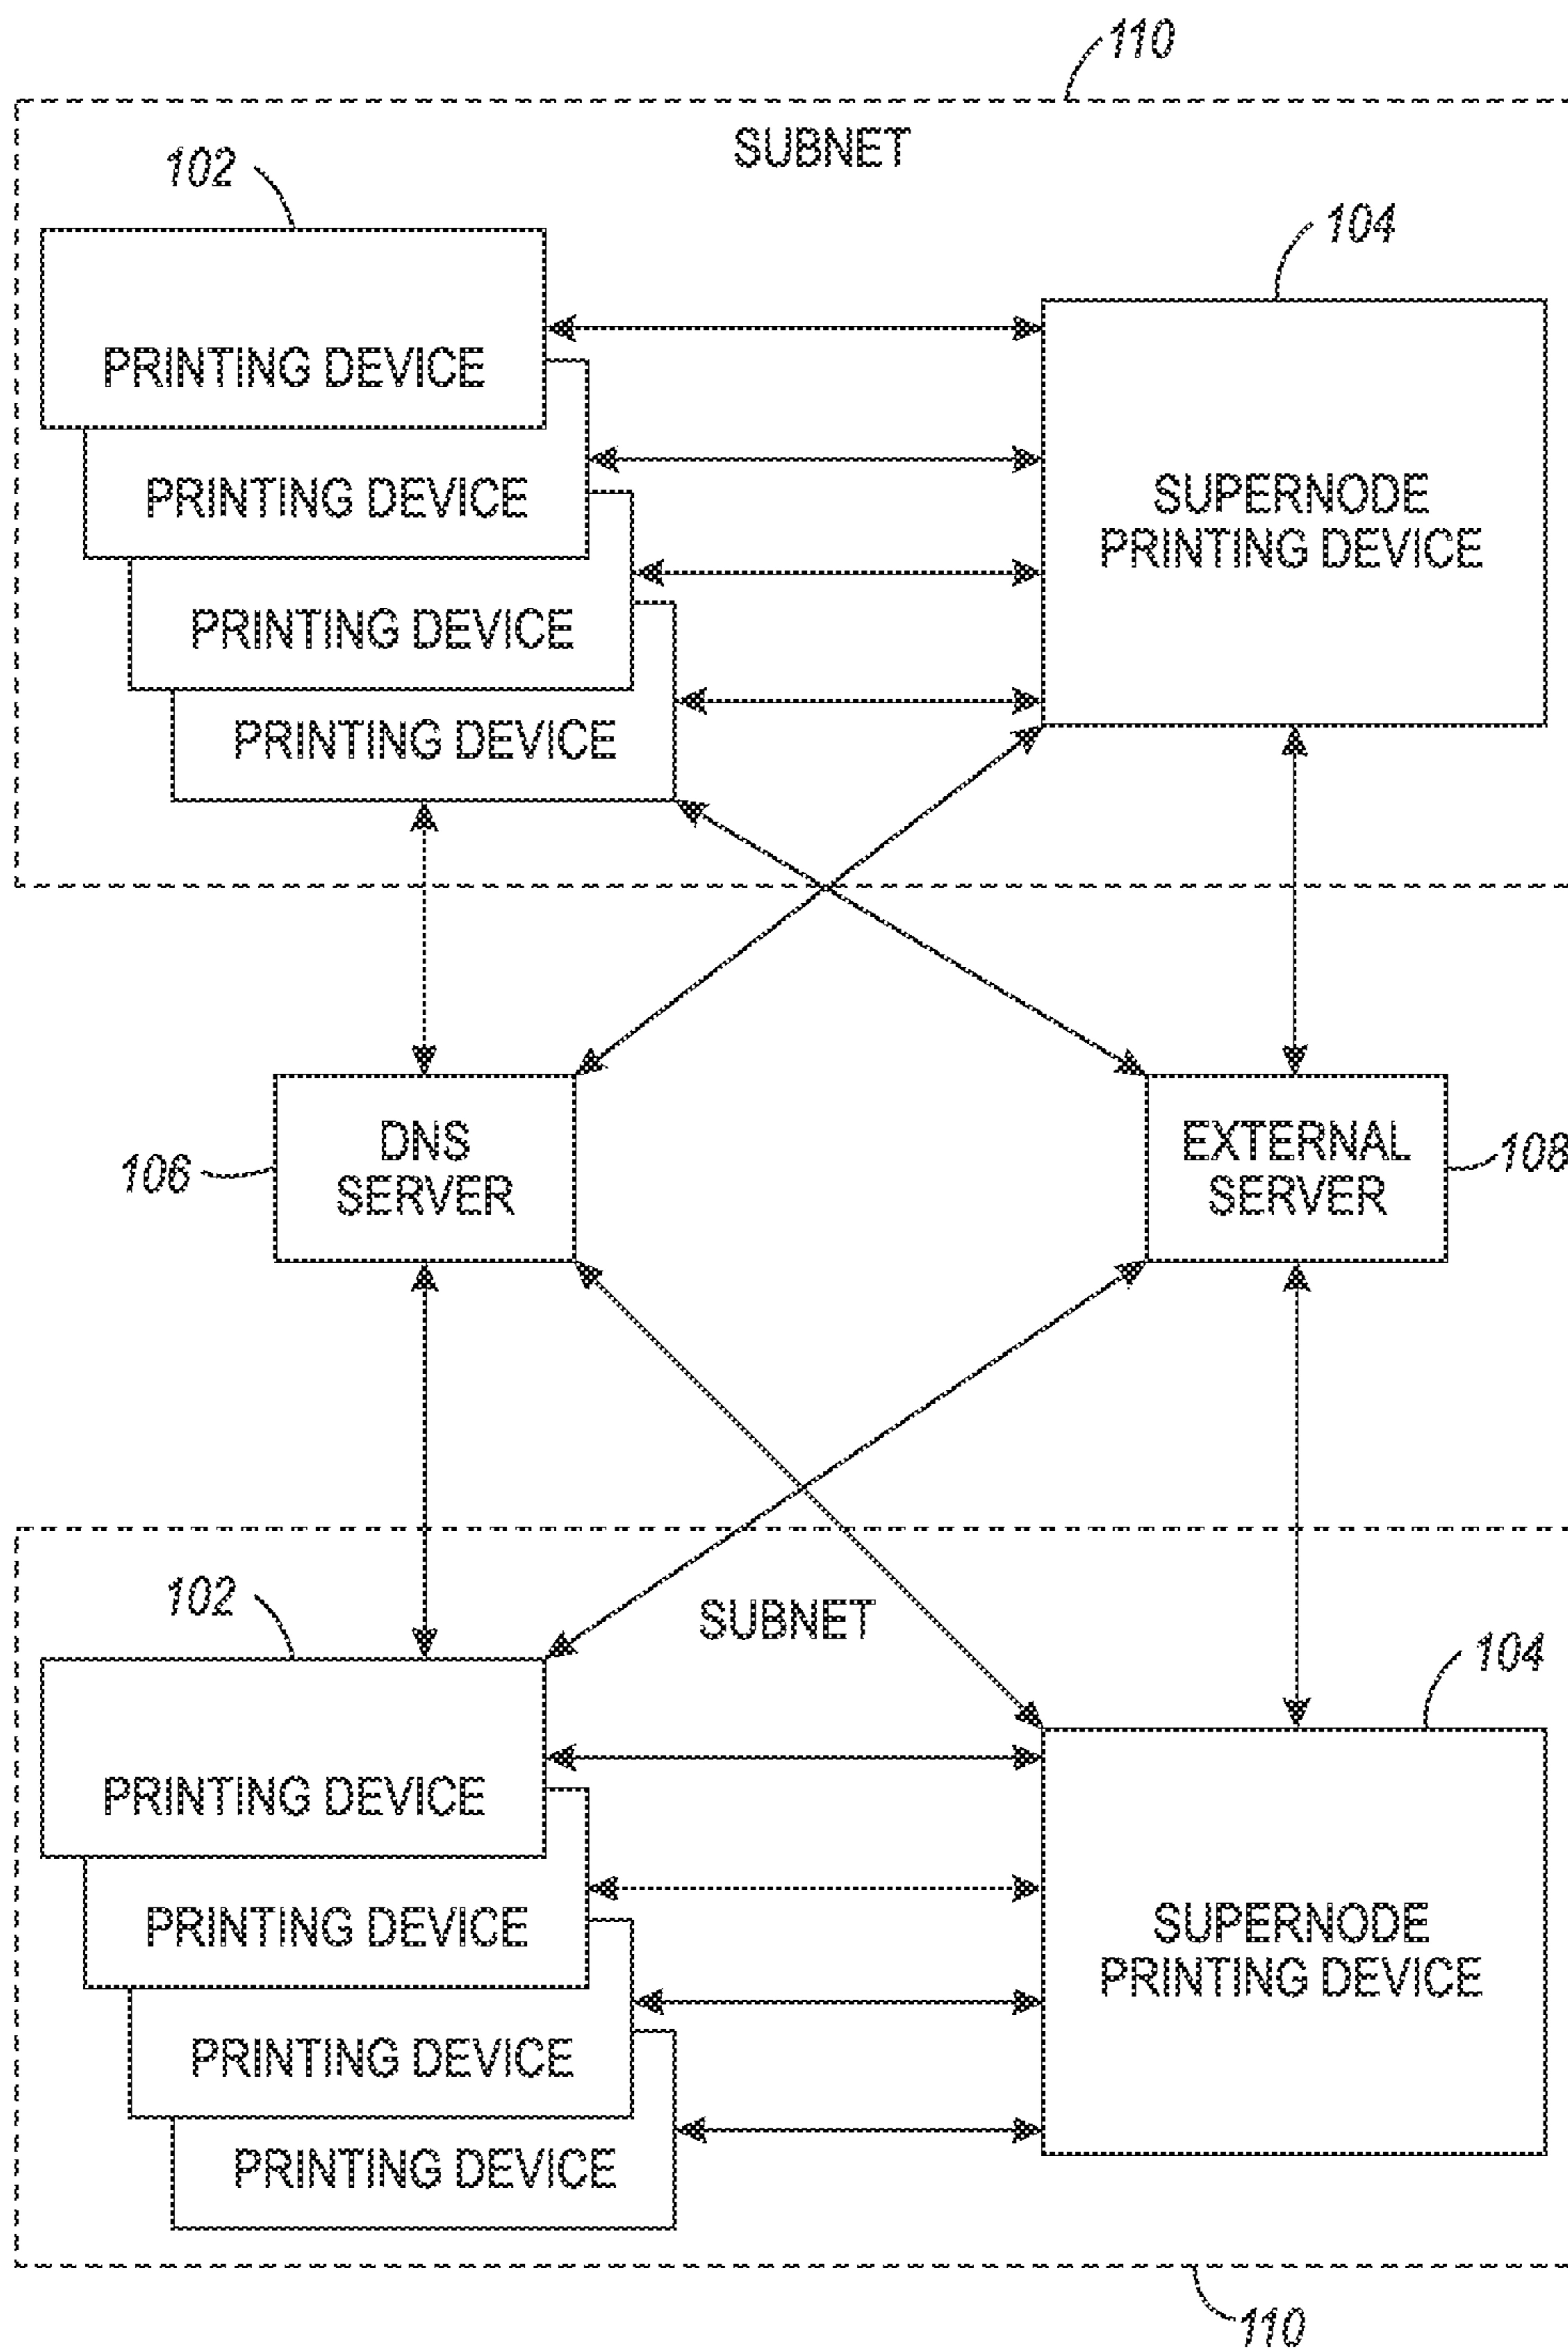 110
SUBNET
102
104
PRINTING DEVICE
PRINTING DEVICE
SUPERNODE
PRINTING DEVICE
PRINTING DEVICE
PRINTING DEVICE
DNS
SERVER
106
EXTERNAL
SERVER
108
102
SUBNET
104
PRINTING DEVICE
PRINTING DEVICE
SUPERNODE
PRINTING DEVICE
PRINTING DEVICE
PRINTING DEVICE
110